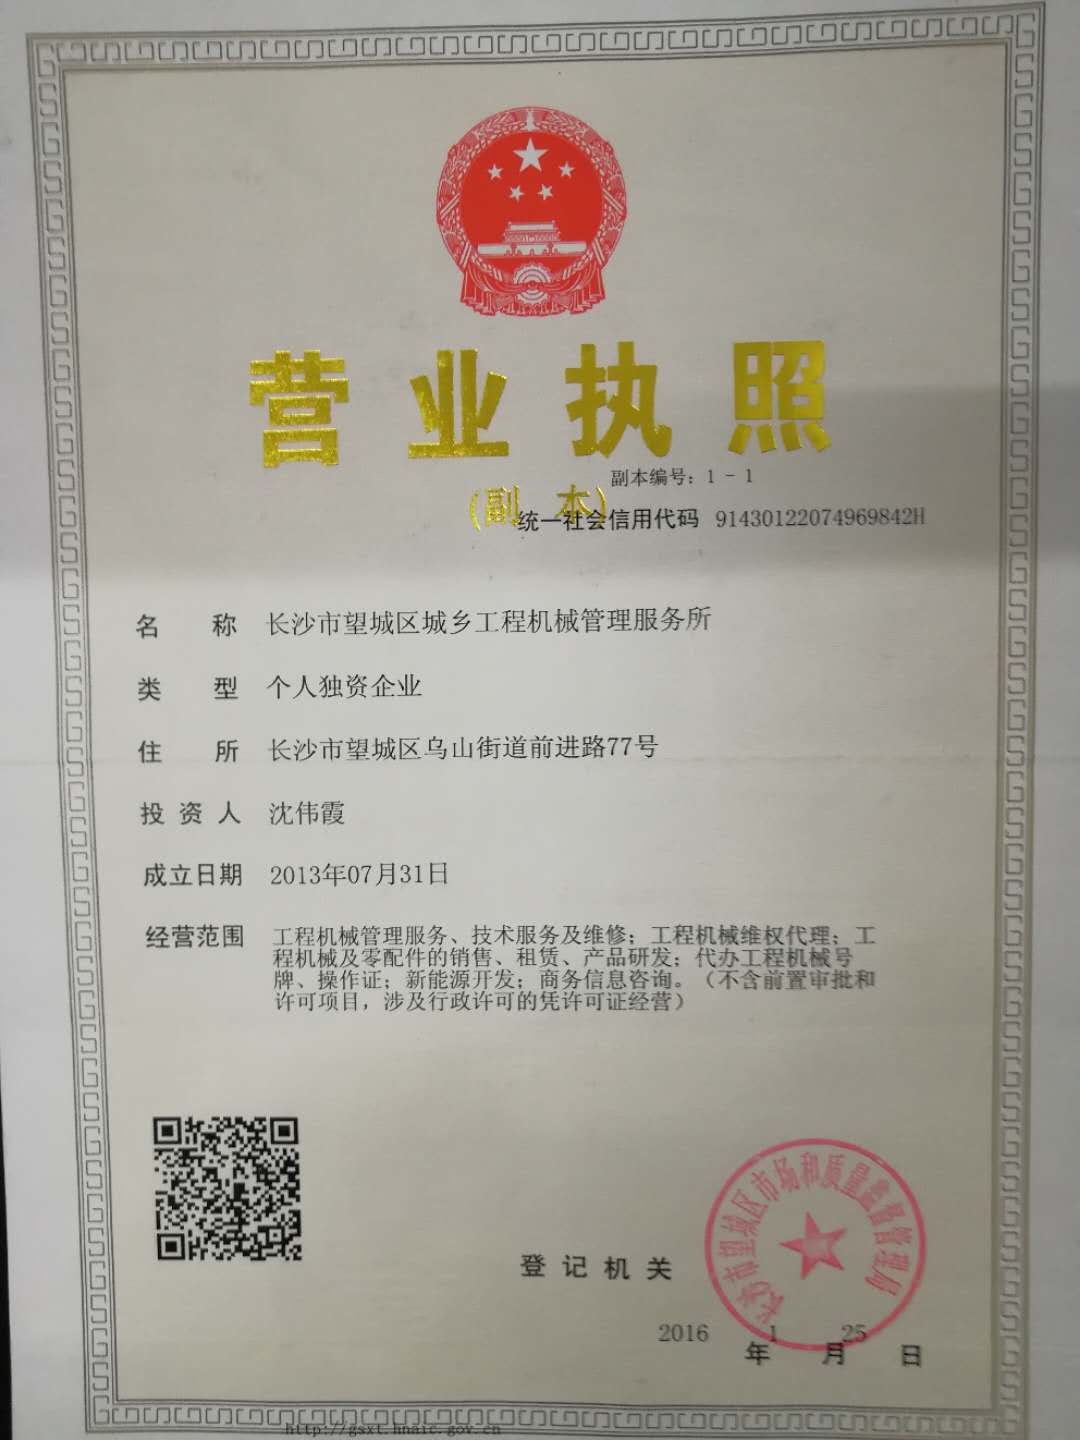 营业执照
副本编号：1-1
(副 本)
统一社会信用代码 91430122074969842H
名称 长沙市望城区城乡工程机械管理服务所
类型 个人独资企业
住所 长沙市望城区乌山街道前进路77号
投资人 沈伟霞
成立日期 2013年07月31日
经营范围 工程机械管理服务、技术服务及维修；工程机械维权代理；工
程机械及零配件的销售、租赁、产品研发；代办工程机械号
牌、操作证；新能源开发；商务信息咨询。（不含前置审批和
许可项目，涉及行政许可的凭许可证经营）
长沙市望城区市场和质量监督管理局
登记机关
2016年1月25日
http://gsxt.hnaic.gov.cn